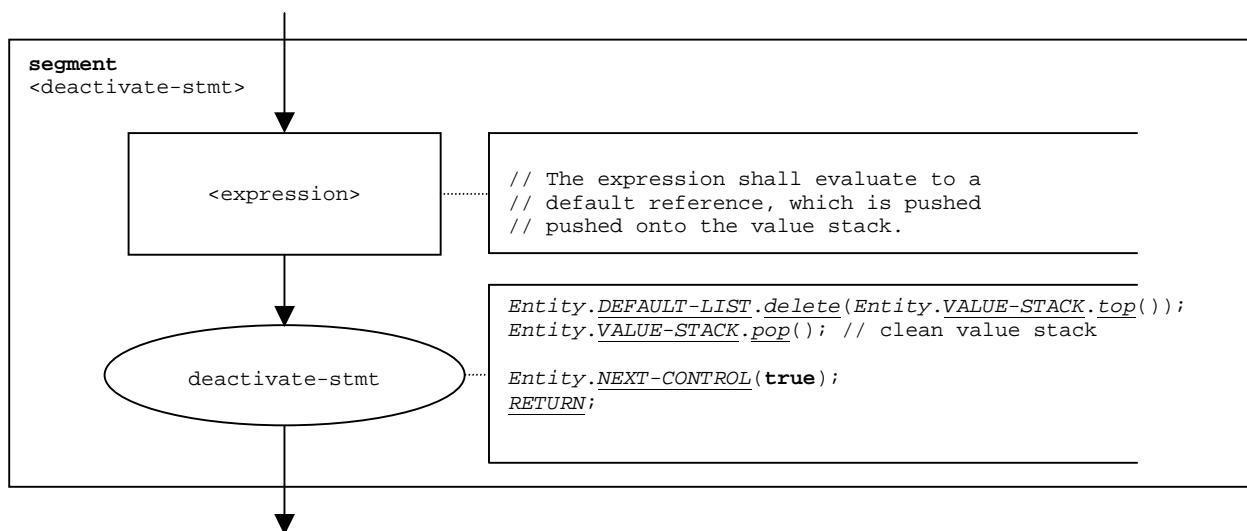 segment
<deactivate-stmt>
<expression>
// The expression shall evaluate to a
// default reference, which is pushed
// pushed onto the value stack.
deactivate-stmt
Entity.DEFAULT-LIST.delete(Entity.VALUE-STACK.top());
Entity.VALUE-STACK.pop(); // clean value stack
Entity.NEXT-CONTROL(true);
RETURN;